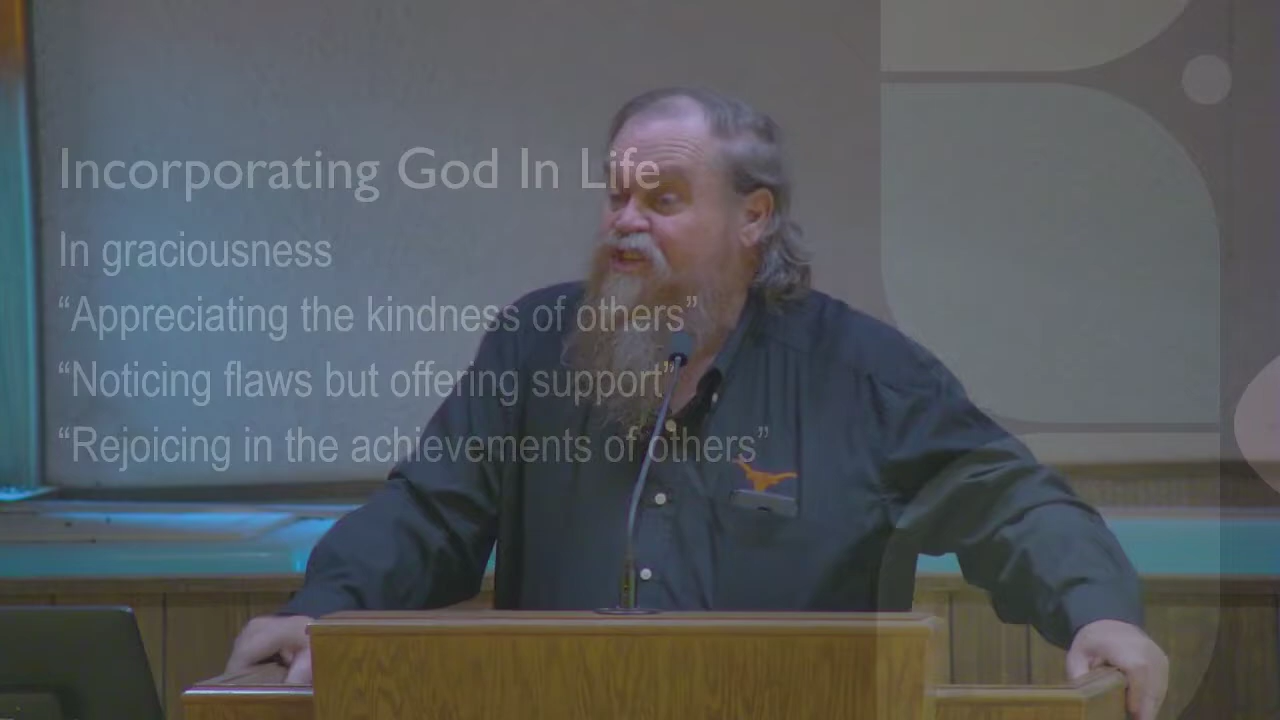 Incorporating God In Life
In graciousness
“Appreciating the kindness of others”
“Noticing flaws but offering support”
“Rejoicing in the achievements of others”